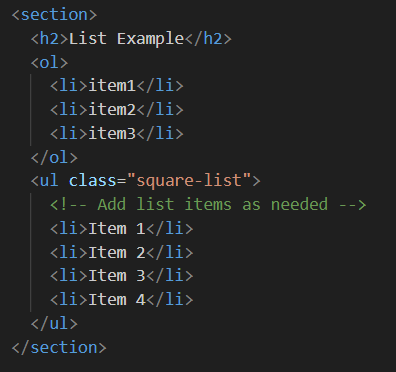 <section>
<h2>List Example</h2>
<ol>
<li>item1</li>
<li>item2</li>
<li>item3</li>
</ol>
<ul class="square-list">
<!-- Add list items as needed -->
<li>Item 1</li>
<li>Item 2</li>
<li>Item 3</li>
<li>Item 4</li>
</ul>
</section>